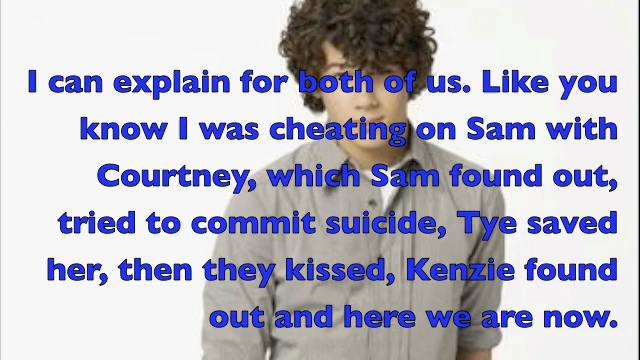 I can explain for both of us. Like you
know I was cheating on Sam with
Courtney, which Sam found out,
tried to commit suicide, Tye saved
her, then they kissed, Kenzie found
out and here we are now.